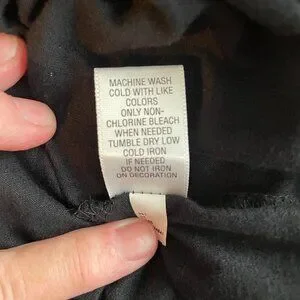 MACHINE WASH
COLD WITH LIKE
COLORS
ONLY NON-
CHLORINE BLEACH
WHEN NEEDED
TUMBLE DRY LOW
COLD IRON
IF NEEDED
DO NOT IRON
ON DECORATION